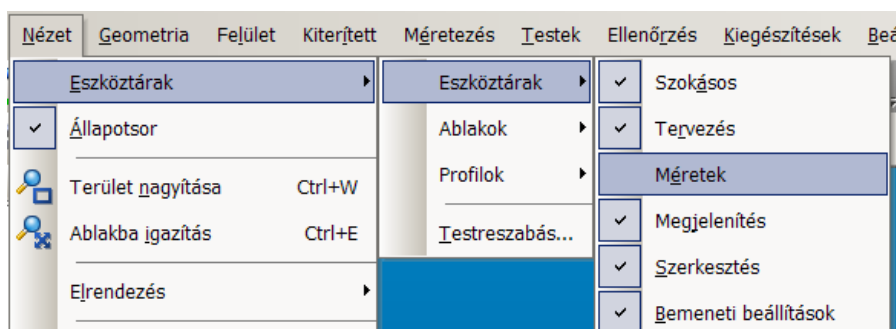 Nézet Geometria Felület Kiterített Méretezés Testek Ellenőrzés Kiegészítések
Eszköztárak Eszköztárak Szokásos
Állapotsor Ablakok Tervezés
Terület nagyítása Ctrl+W Profilok Méretek
Ablakba igazítás Ctrl+E Testreszabás... Megjelenítés
Szerkesztés
Elrendezés Bemeneti beállítások